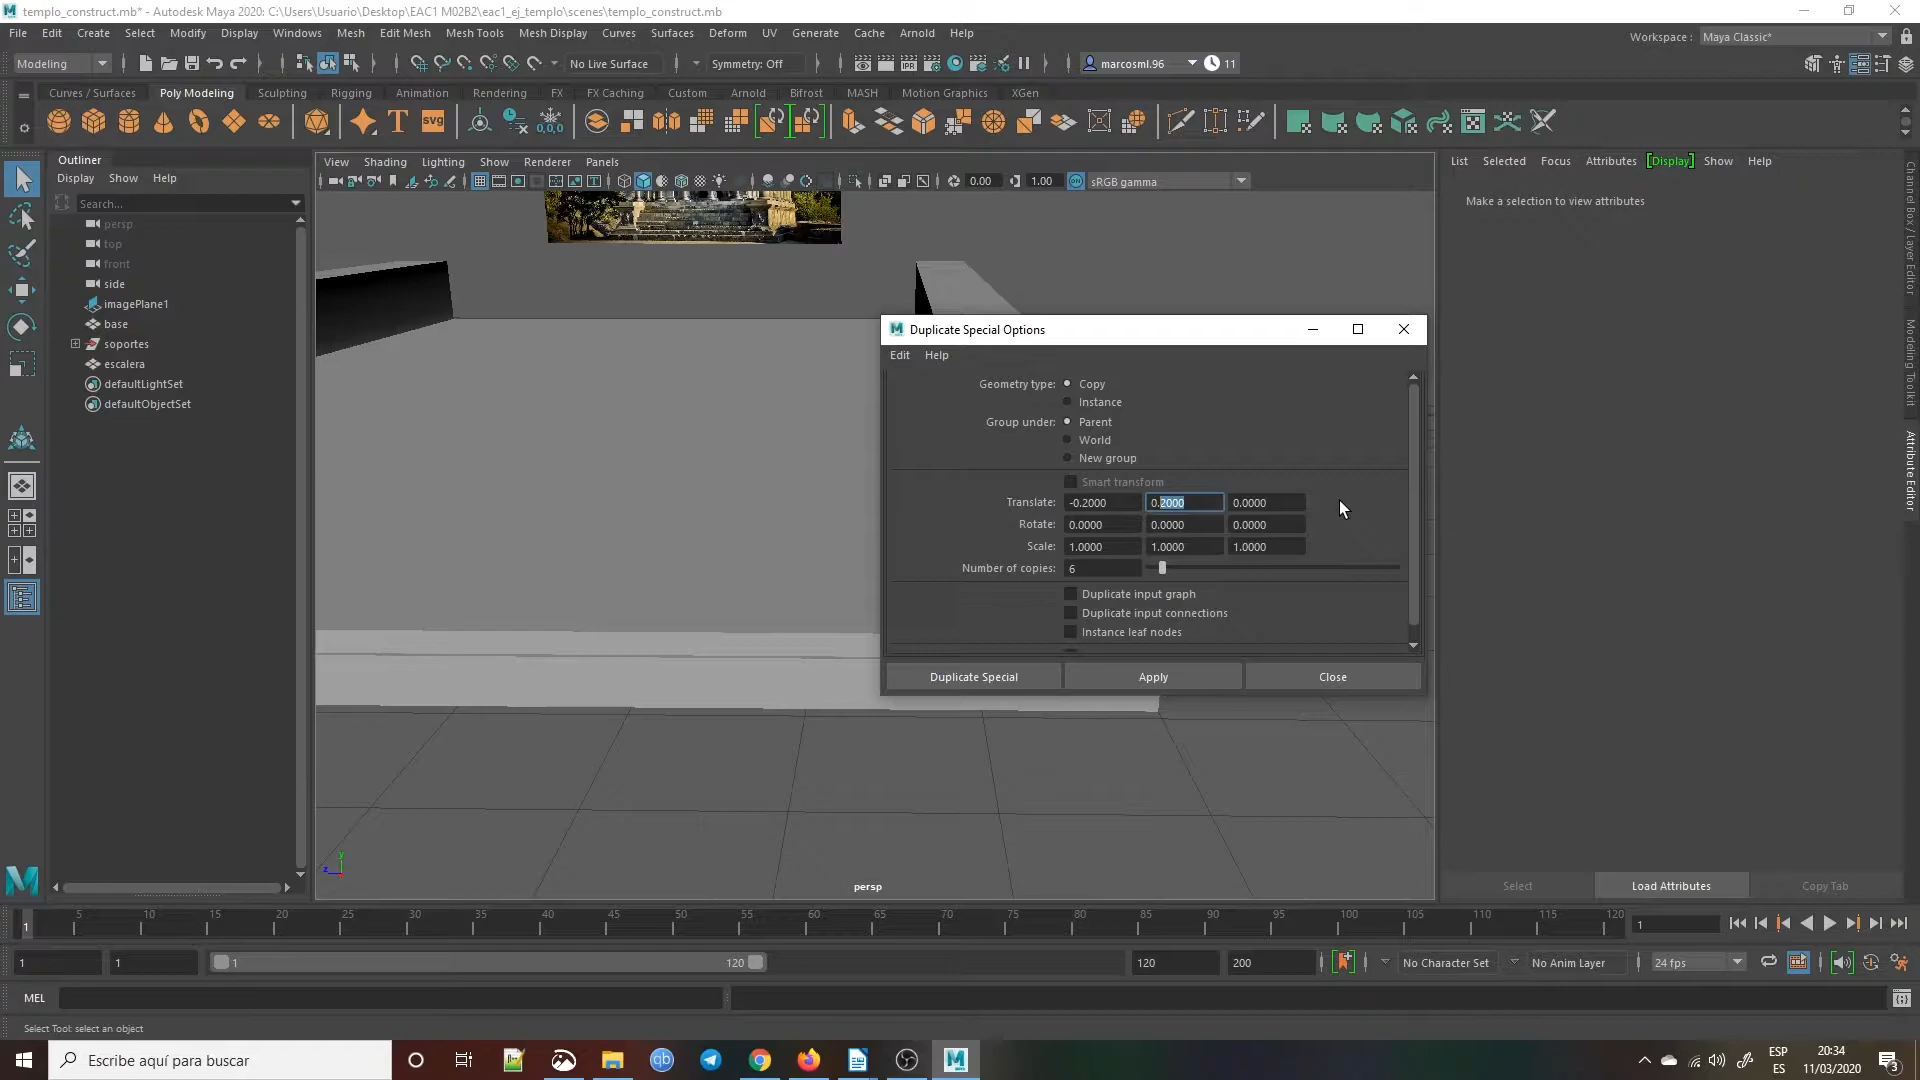 templo_construct.mb* - Autodesk Maya 2020: C:\Users\Usuario\Desktop\EAC1 M02B2\eac1_ej_templo\scenes\templo_construct.mb
File Edit Create Select Modify Display Windows Mesh Edit Mesh Mesh Tools Mesh Display Curves Surfaces Deform UV Generate Cache Arnold Help
Workspace : Maya Classic*
Modeling No Live Surface Symmetry: Off marcosml.96 11
Curves / Surfaces Poly Modeling Sculpting Rigging Animation Rendering FX FX Caching Custom Arnold Bifrost MASH Motion Graphics XGen
T svg 0,0,0
Outliner
Display Show Help
Search...
persp
top
front
side
imagePlane1
base
soportes
escalera
defaultLightSet
defaultObjectSet
View Shading Lighting Show Renderer Panels
0.00 1.00 ON sRGB gamma
Duplicate Special Options
Edit Help
Geometry type: Copy
Instance
Group under: Parent
World
New group
Smart transform
Translate: -0.2000 0.2000 0.0000
Rotate: 0.0000 0.0000 0.0000
Scale: 1.0000 1.0000 1.0000
Number of copies: 6
Duplicate input graph
Duplicate input connections
Instance leaf nodes
Duplicate Special Apply Close
y
z
persp
List Selected Focus Attributes [Display] Show Help
Make a selection to view attributes
Channel Box / Layer Editor
Modeling Toolkit
Attribute Editor
Select Load Attributes Copy Tab
5 10 15 20 25 30 35 40 45 50 55 60 65 70 75 80 85 90 95 100 105 110 115 120
1 1
1 1 1 120 120 200 No Character Set No Anim Layer 24 fps
MEL
Select Tool: select an object
Escribe aquí para buscar
ESP
ES
20:34
11/03/2020
3